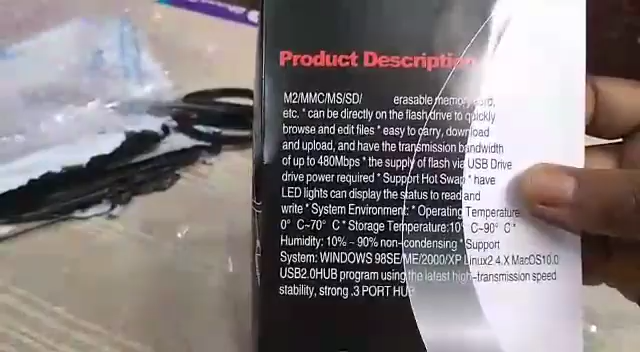 Product Description
M2/MMC/MS/SD/ erasable memory card,
etc. * can be directly on the flash drive to quickly
browse and edit files * easy to carry, download
and upload, and have the transmission bandwidth
of up to 480Mbps * the supply of flash via USB Drive
drive power required * Support Hot Swap * have
LED lights can display the status to read and
write * System Environment: * Operating Temperature
0° C~70° C * Storage Temperature:10° C~90° C *
Humidity: 10% ~ 90% non-condensing * Support
System: WINDOWS 98SE/ME/2000/XP Linux2.4.X MacOS10.0
USB2.0HUB program using the latest high-transmission speed
stability, strong .3 PORT HUB